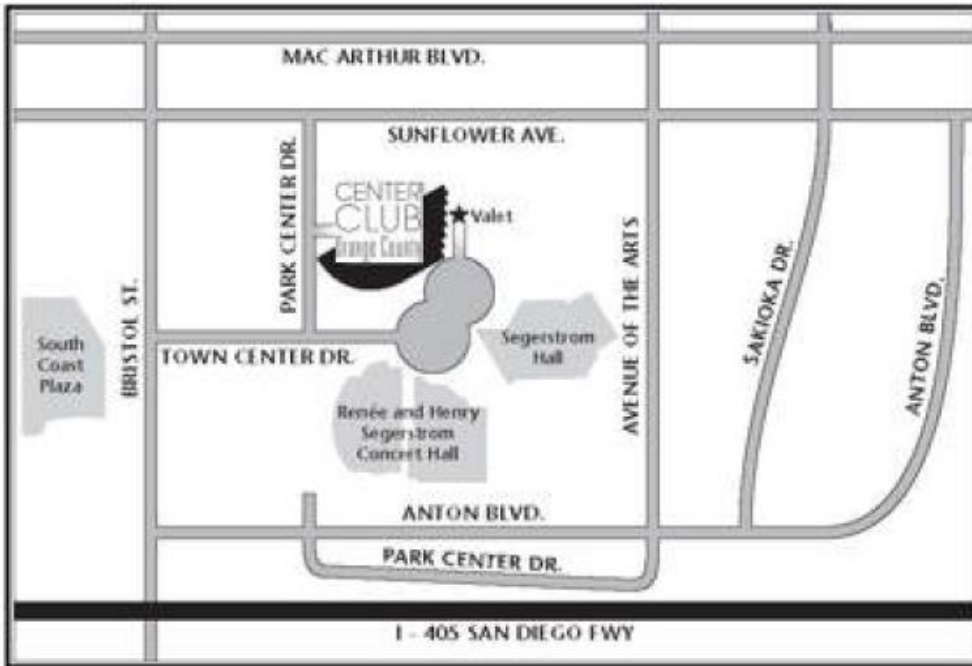 MAC ARTHUR BLVD.
SUNFLOWER AVE.
PARK CENTER DR.
CENTER
CLUB
Orange County
Valet
BRISTOL ST.
South
Coast
Plaza
TOWN CENTER DR.
Segerstrom
Hall
AVENUE OF THE ARTS
SAKIOKA DR.
ANTON BLVD.
Renée and Henry
Segerstrom
Concert Hall
ANTON BLVD.
PARK CENTER DR.
I - 405 SAN DIEGO FWY